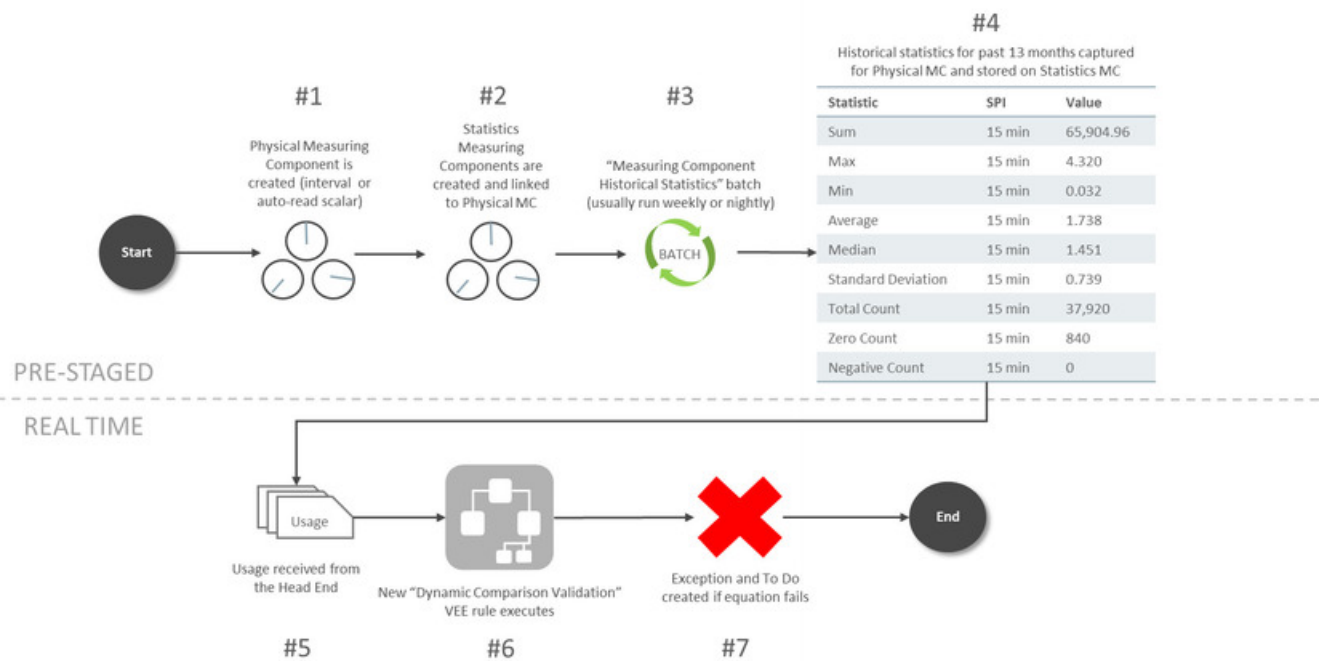 #4
Historical statistics for past 13 months captured
for Physical MC and stored on Statistics MC
#1
Physical Measuring
Component is
created (interval or
auto-read scalar)
#2
Statistics
Measuring
Components are
created and linked
to Physical MC
#3
“Measuring Component
Historical Statistics” batch
(usually run weekly or nightly)
Start
BATCH
Statistic SPI Value
Sum 15 min 65,904.96
Max 15 min 4.320
Min 15 min 0.032
Average 15 min 1.738
Median 15 min 1.451
Standard Deviation 15 min 0.739
Total Count 15 min 37,920
Zero Count 15 min 840
Negative Count 15 min 0
PRE-STAGED
REAL TIME
Usage
Usage received from
the Head End
#5
New “Dynamic Comparison Validation”
VEE rule executes
#6
Exception and To Do
created if equation fails
#7
End